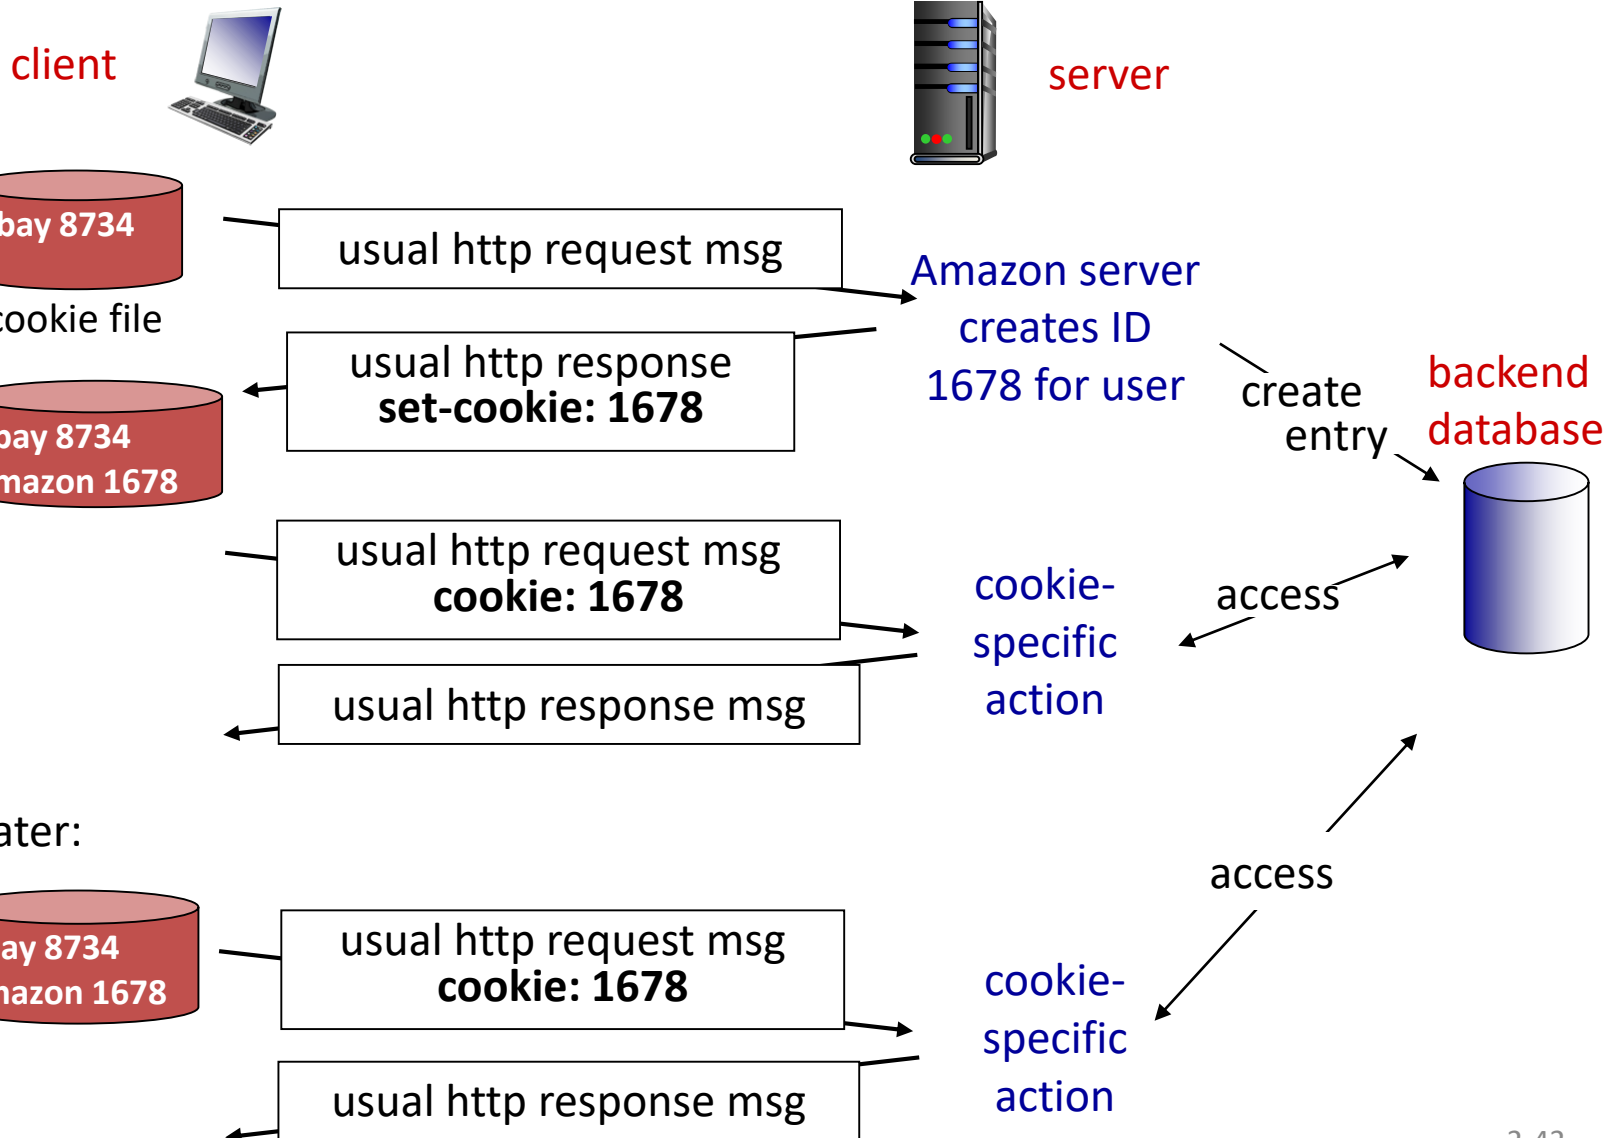 client
server
bay 8734
usual http request msg
Amazon server
creates ID
1678 for user
cookie file
usual http response
set-cookie: 1678
create
entry
backend
database
bay 8734
mazon 1678
usual http request msg
cookie: 1678
cookie-
specific
action
access
usual http response msg
ater:
access
ay 8734
mazon 1678
usual http request msg
cookie: 1678
cookie-
specific
action
usual http response msg